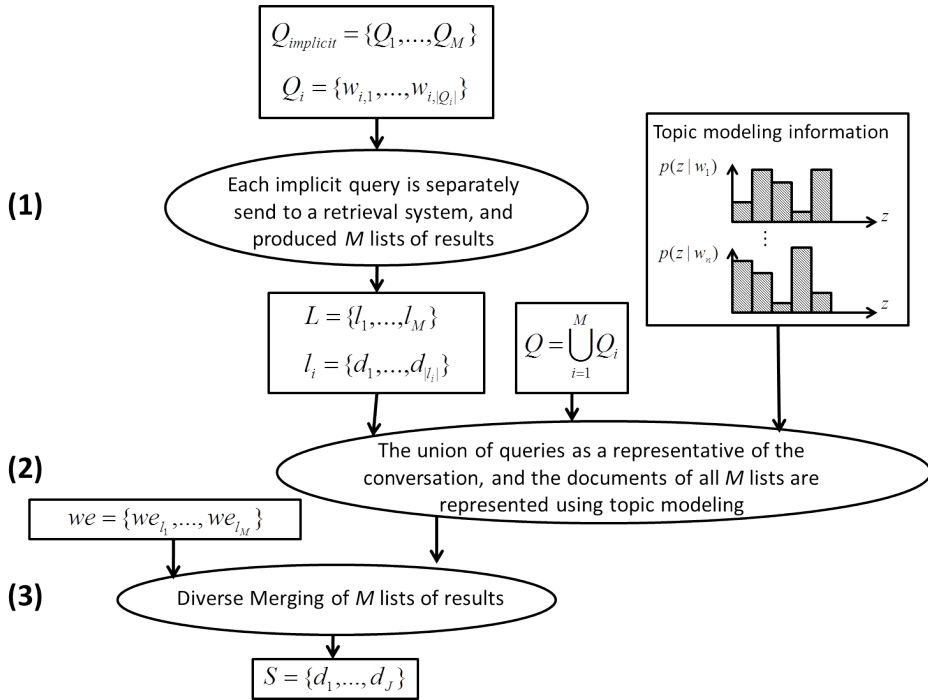 Q_implicit = {Q_1,...,Q_M}
Q_i = {w_i,1,...,w_i,|Q_i|}
Topic modeling information
p(z | w_1)
z
⋮
p(z | w_n)
z
(1)
Each implicit query is separately
send to a retrieval system, and
produced M lists of results
L = {l_1,...,l_M}
l_i = {d_1,...,d_|l_i|}
Q = ⋃_{i=1}^{M} Q_i
(2)
The union of queries as a representative of the
conversation, and the documents of all M lists are
represented using topic modeling
we = {we_l_1,...,we_l_M}
(3)
Diverse Merging of M lists of results
S = {d_1,...,d_J}